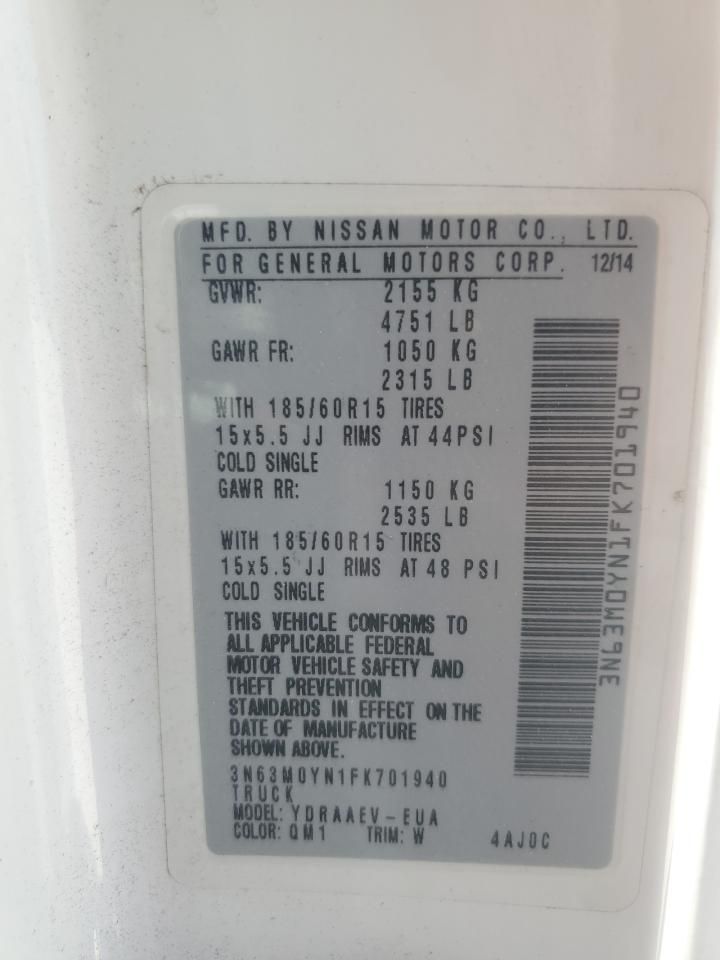 MFD. BY NISSAN MOTOR CO., LTD.
FOR GENERAL MOTORS CORP. 12/14
GVWR: 2155 KG
4751 LB
GAWR FR: 1050 KG
2315 LB
WITH 185/60R15 TIRES
15x5.5 JJ RIMS AT 44PSI
COLD SINGLE
GAWR RR: 1150 KG
2535 LB
WITH 185/60R15 TIRES
15x5.5 JJ RIMS AT 48 PSI
COLD SINGLE
THIS VEHICLE CONFORMS TO
ALL APPLICABLE FEDERAL
MOTOR VEHICLE SAFETY AND
THEFT PREVENTION
STANDARDS IN EFFECT ON THE
DATE OF MANUFACTURE
SHOWN ABOVE.
3N63M0YN1FK701940
TRUCK
MODEL: YDRAAEV-EUA
COLOR: QM1 TRIM: W 4AJ0C
3N63M0YN1FK701940